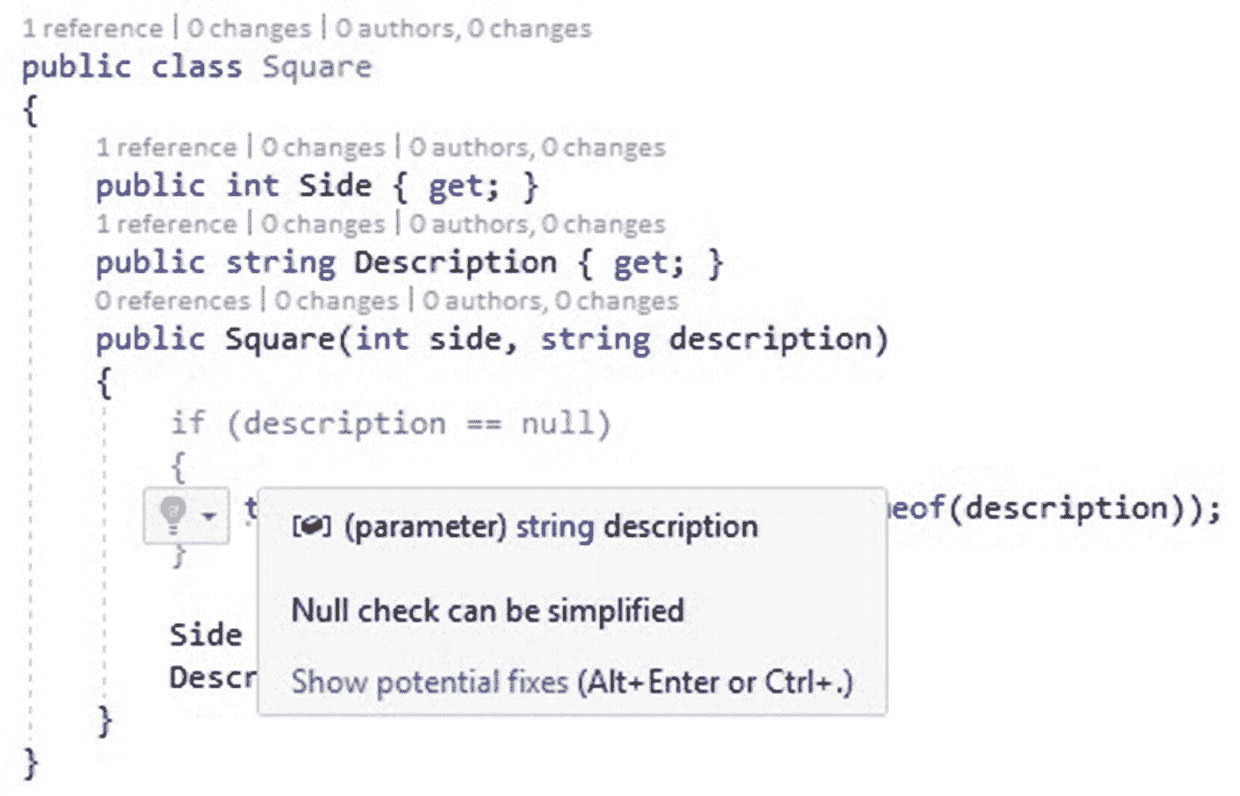 1 reference | 0 changes | 0 authors, 0 changes
public class Square
{
1 reference | 0 changes | 0 authors, 0 changes
public int Side { get; }
1 reference | 0 changes | 0 authors, 0 changes
public string Description { get; }
0 references | 0 changes | 0 authors, 0 changes
public Square(int side, string description)
{
if (description == null)
{
t eof(description));
(parameter) string description
}
Null check can be simplified
Side
Descr
Show potential fixes (Alt+Enter or Ctrl+.)
}
}